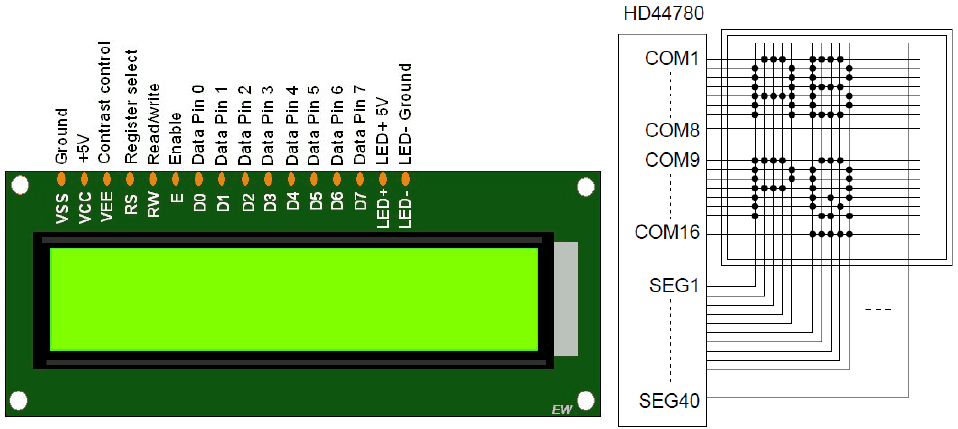 Ground
+5V
Contrast control
Register select
Read/write
Enable
Data Pin 0
Data Pin 1
Data Pin 2
Data Pin 3
Data Pin 4
Data Pin 5
Data Pin 6
Data Pin 7
LED+ 5V
LED- Ground
VSS
VCC
VEE
RS
RW
E
D0
D1
D2
D3
D4
D5
D6
D7
LED+
LED-
EW
HD44780
COM1
COM8
COM9
COM16
SEG1
SEG40